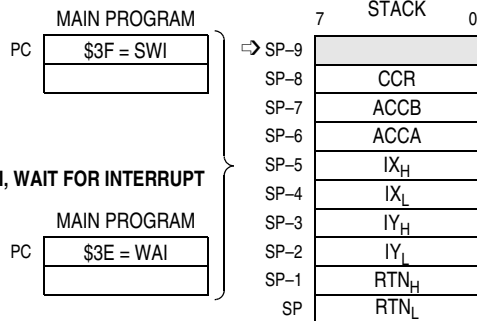 MAIN PROGRAM
PC $3F = SWI
, WAIT FOR INTERRUPT
MAIN PROGRAM
PC $3E = WAI
STACK
7 0
SP–9
SP–8 CCR
SP–7 ACCB
SP–6 ACCA
SP–5 IXH
SP–4 IXL
SP–3 IYH
SP–2 IYL
SP–1 RTNH
SP RTNL